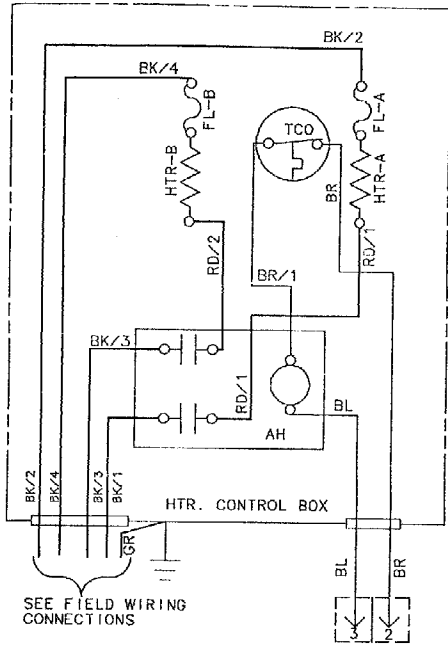 BK/2
BK/4
FL-B
FL-A
TCO
HTR-B
HTR-A
BR
RD/2
RD/1
BR/1
BK/3
RD/1
BL
AH
BK/2
BK/4
BK/3
BK/1
HTR. CONTROL BOX
GR
BL
BR
SEE FIELD WIRING
CONNECTIONS
3
2